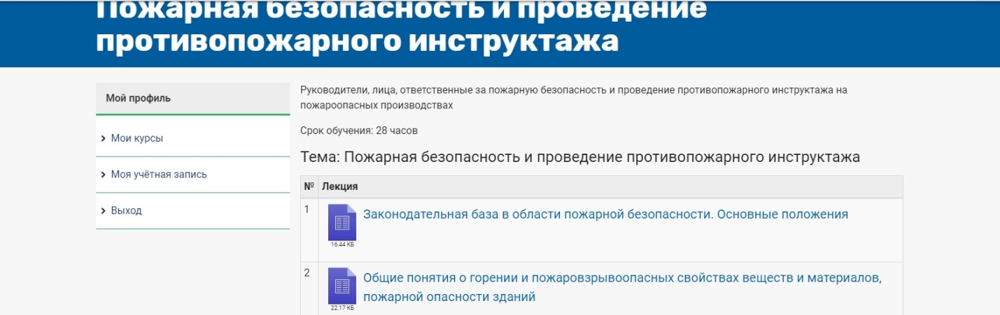 Пожарная безопасность и проведение
противопожарного инструктажа
Мой профиль
Мои курсы
Моя учётная запись
Выход
Руководители, лица, ответственные за пожарную безопасность и проведение противопожарного инструктажа на
пожароопасных производствах
Срок обучения: 28 часов
Тема: Пожарная безопасность и проведение противопожарного инструктажа
№ Лекция
1 Законодательная база в области пожарной безопасности. Основные положения
16.44 КБ
2 Общие понятия о горении и пожаровзрывоопасных свойствах веществ и материалов,
пожарной опасности зданий
22.17 КБ